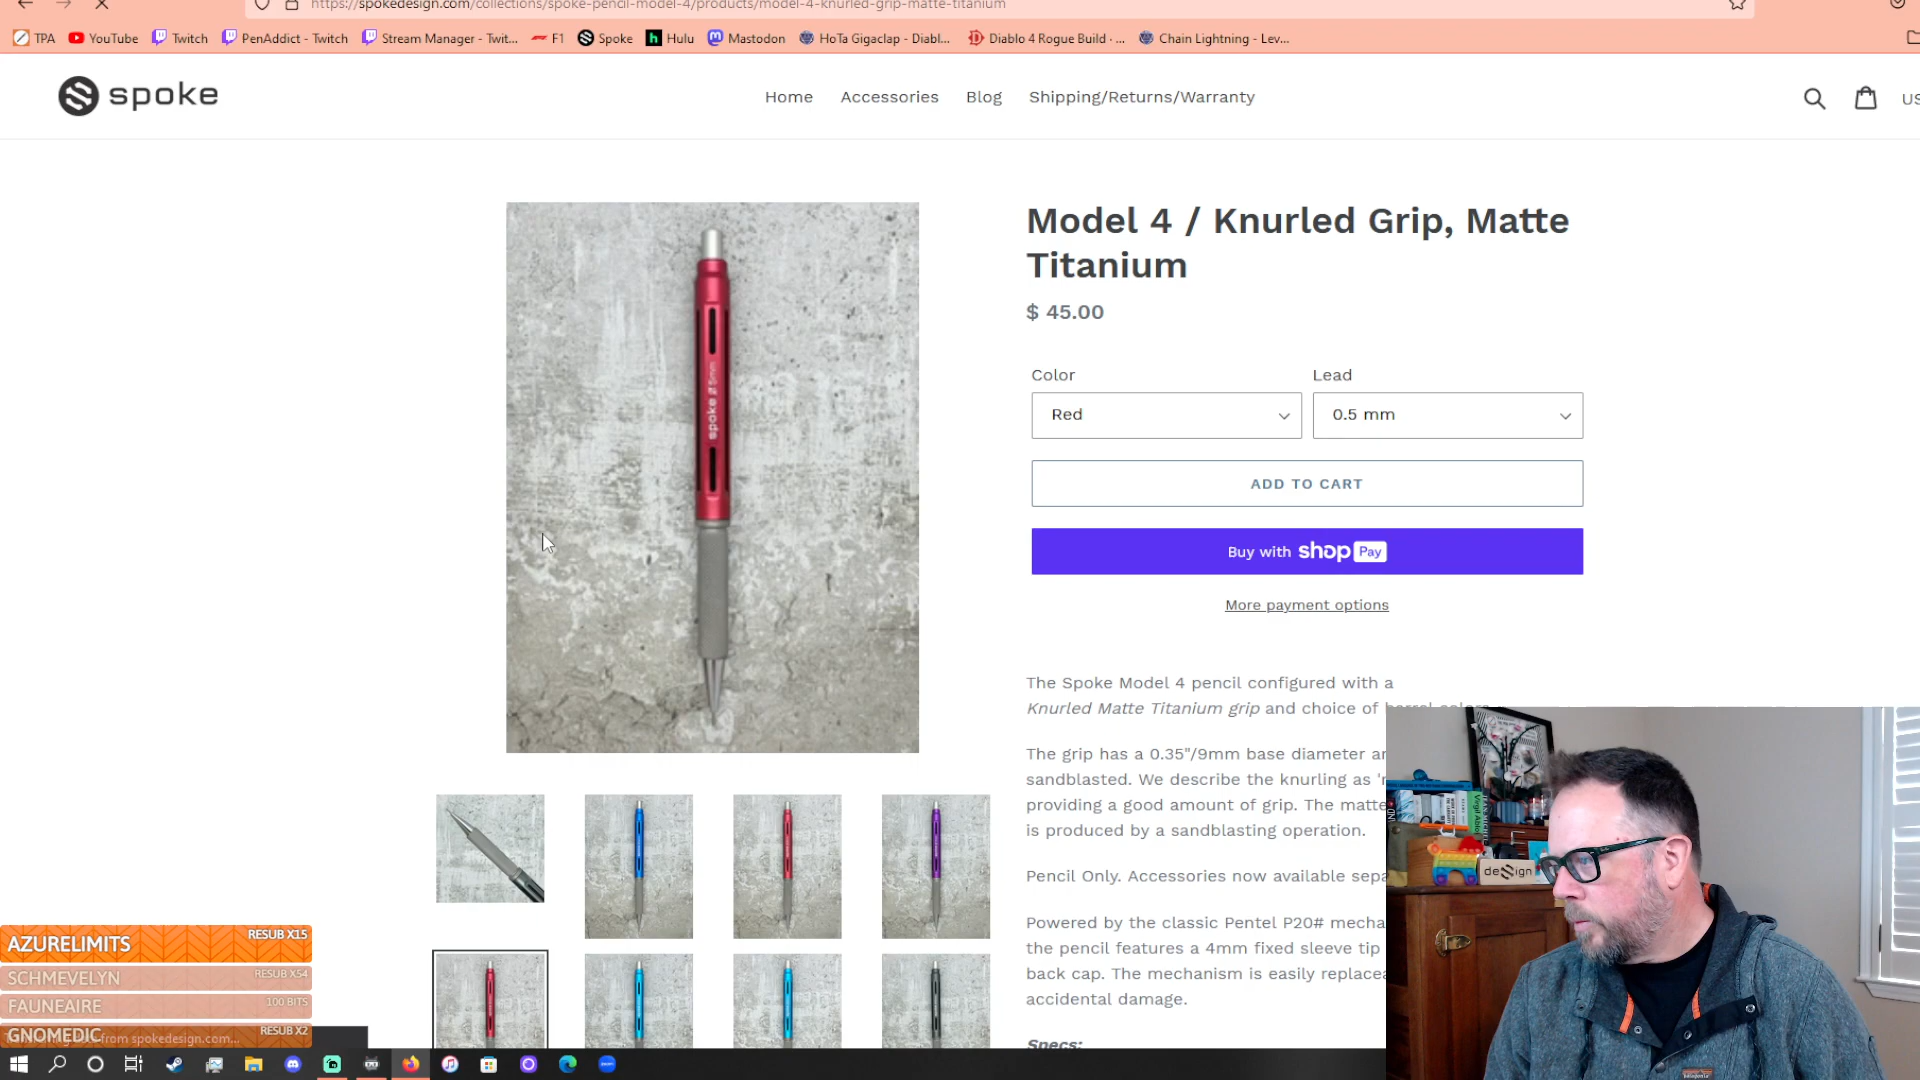 https://spokedesign.com/collections/spoke-pencil-model-4/products/model-4-knurled-grip-matte-titanium
TPA YouTube Twitch PenAddict - Twitch Stream Manager - Twit... F1 Spoke Hulu Mastodon HoTa Gigaclap - Diabl... Diablo 4 Rogue Build - ... Chain Lightning - Lev...
spoke Home Accessories Blog Shipping/Returns/Warranty US
Model 4 / Knurled Grip, Matte
Titanium
$ 45.00
Color Lead
Red 0.5 mm
ADD TO CART
Buy with shop Pay
More payment options
spoke
The Spoke Model 4 pencil configured with a
Knurled Matte Titanium grip and choice of barrel colors
The grip has a 0.35"/9mm base diameter
sandblasted. We describe the knurling as
providing a good amount of grip. The matte
is produced by a sandblasting operation.
Pencil Only. Accessories now available
Powered by the classic Pentel P20#
the pencil features a 4mm fixed sleeve tip
back cap. The mechanism is easily
accidental damage.
Specs:
AZURELIMITS RESUB X15
SCHMEVELYN RESUB X54
FAUNEAIRE 100 BITS
GNOMEDIC RESUB X2
from spokedesign.com...
Virgil Ablo